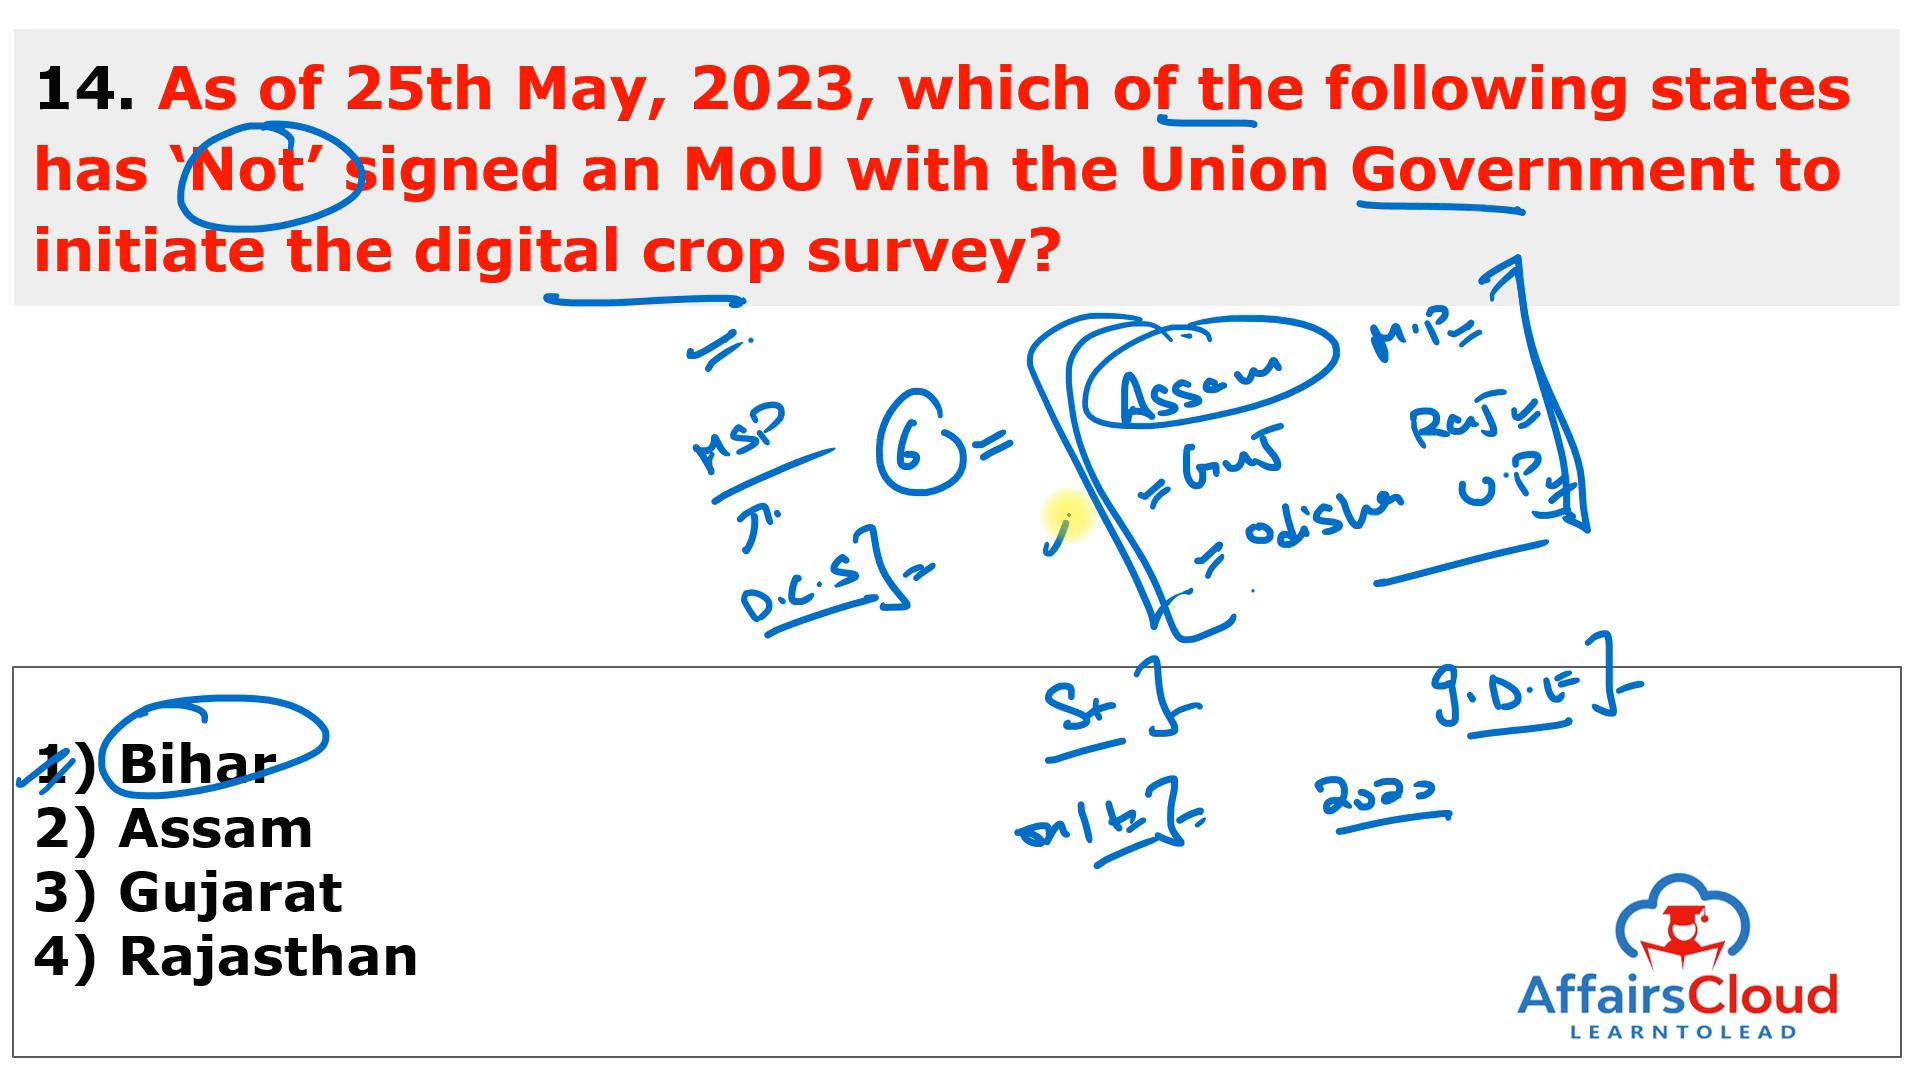 14. As of 25th May, 2023, which of the following states
has ‘Not’ signed an MoU with the Union Government to
initiate the digital crop survey?
M.P
Assam
MSP
6
Raj
Guj
U.P
Odisha
D.C.S
St
1) Bihar
2) Assam
3) Gujarat
4) Rajasthan
AffairsCloud
LEARNTOLEAD